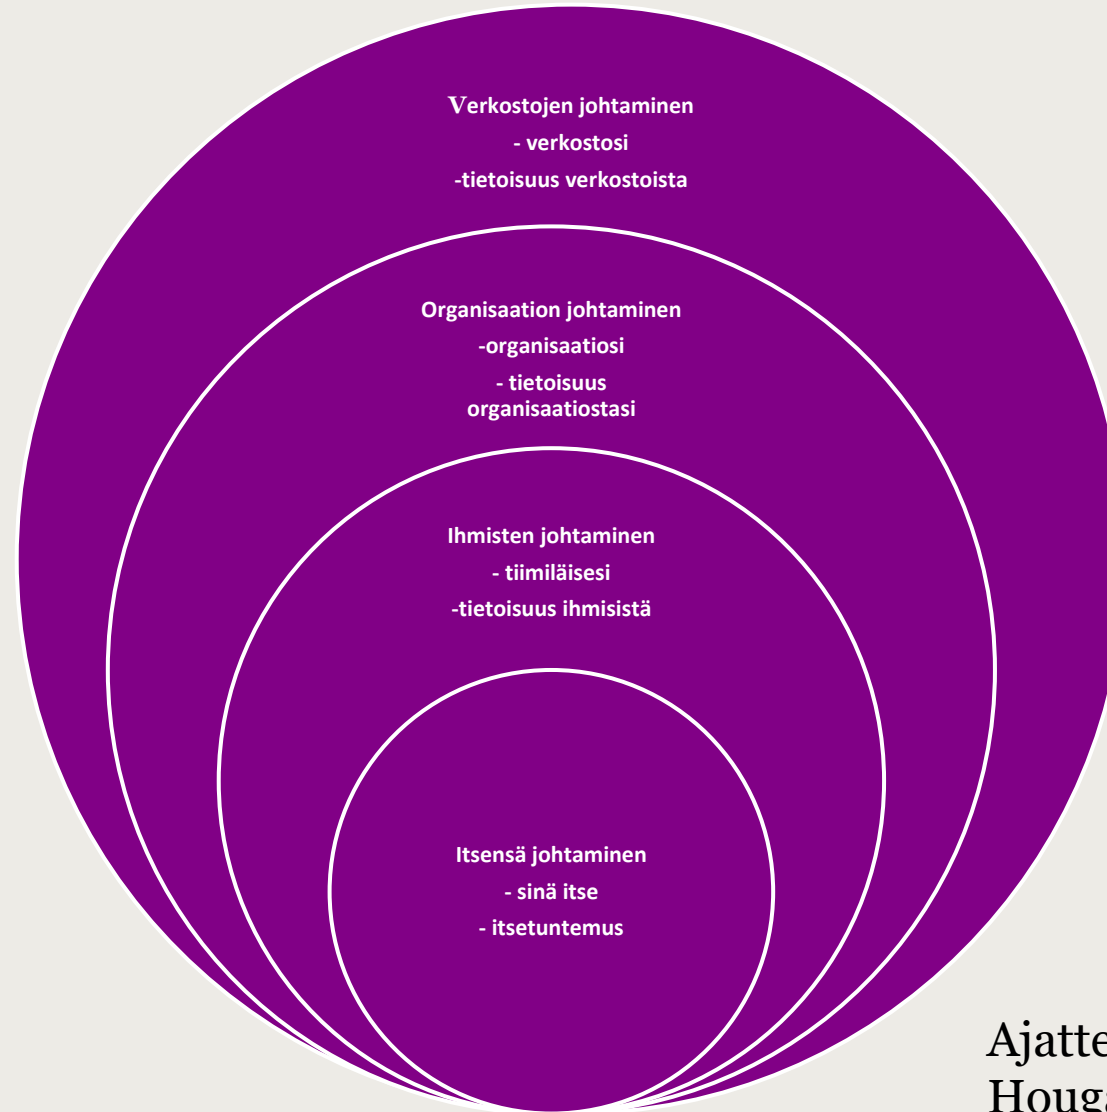 Verkostojen johtaminen
- verkostosi
-tietoisuus verkostoista
Organisaation johtaminen
-organisaatiosi
- tietoisuus
organisaatiostasi
Ihmisten johtaminen
- tiimiläisesi
-tietoisuus ihmisistä
Itsensä johtaminen
- sinä itse
- itsetuntemus